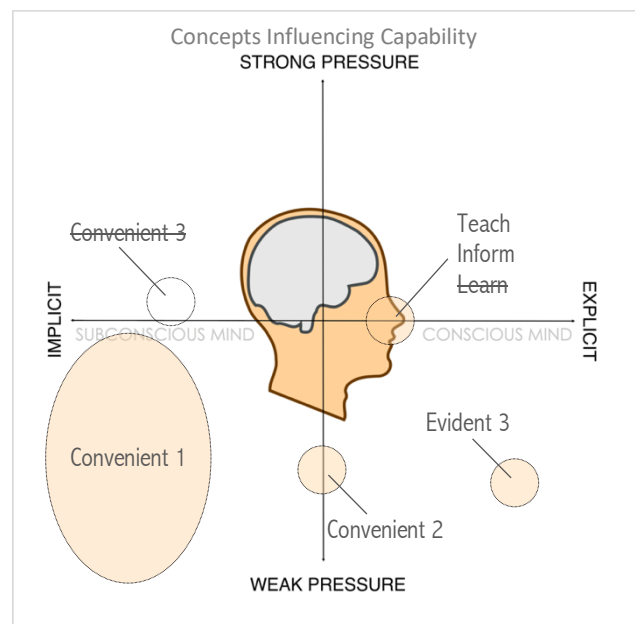 Concepts Influencing Capability
STRONG PRESSURE
Teach
Inform
Learn
Convenient 3
IMPLICIT
SUBCONSCIOUS MIND
CONSCIOUS MIND
EXPLICIT
Convenient 1
Evident 3
Convenient 2
WEAK PRESSURE